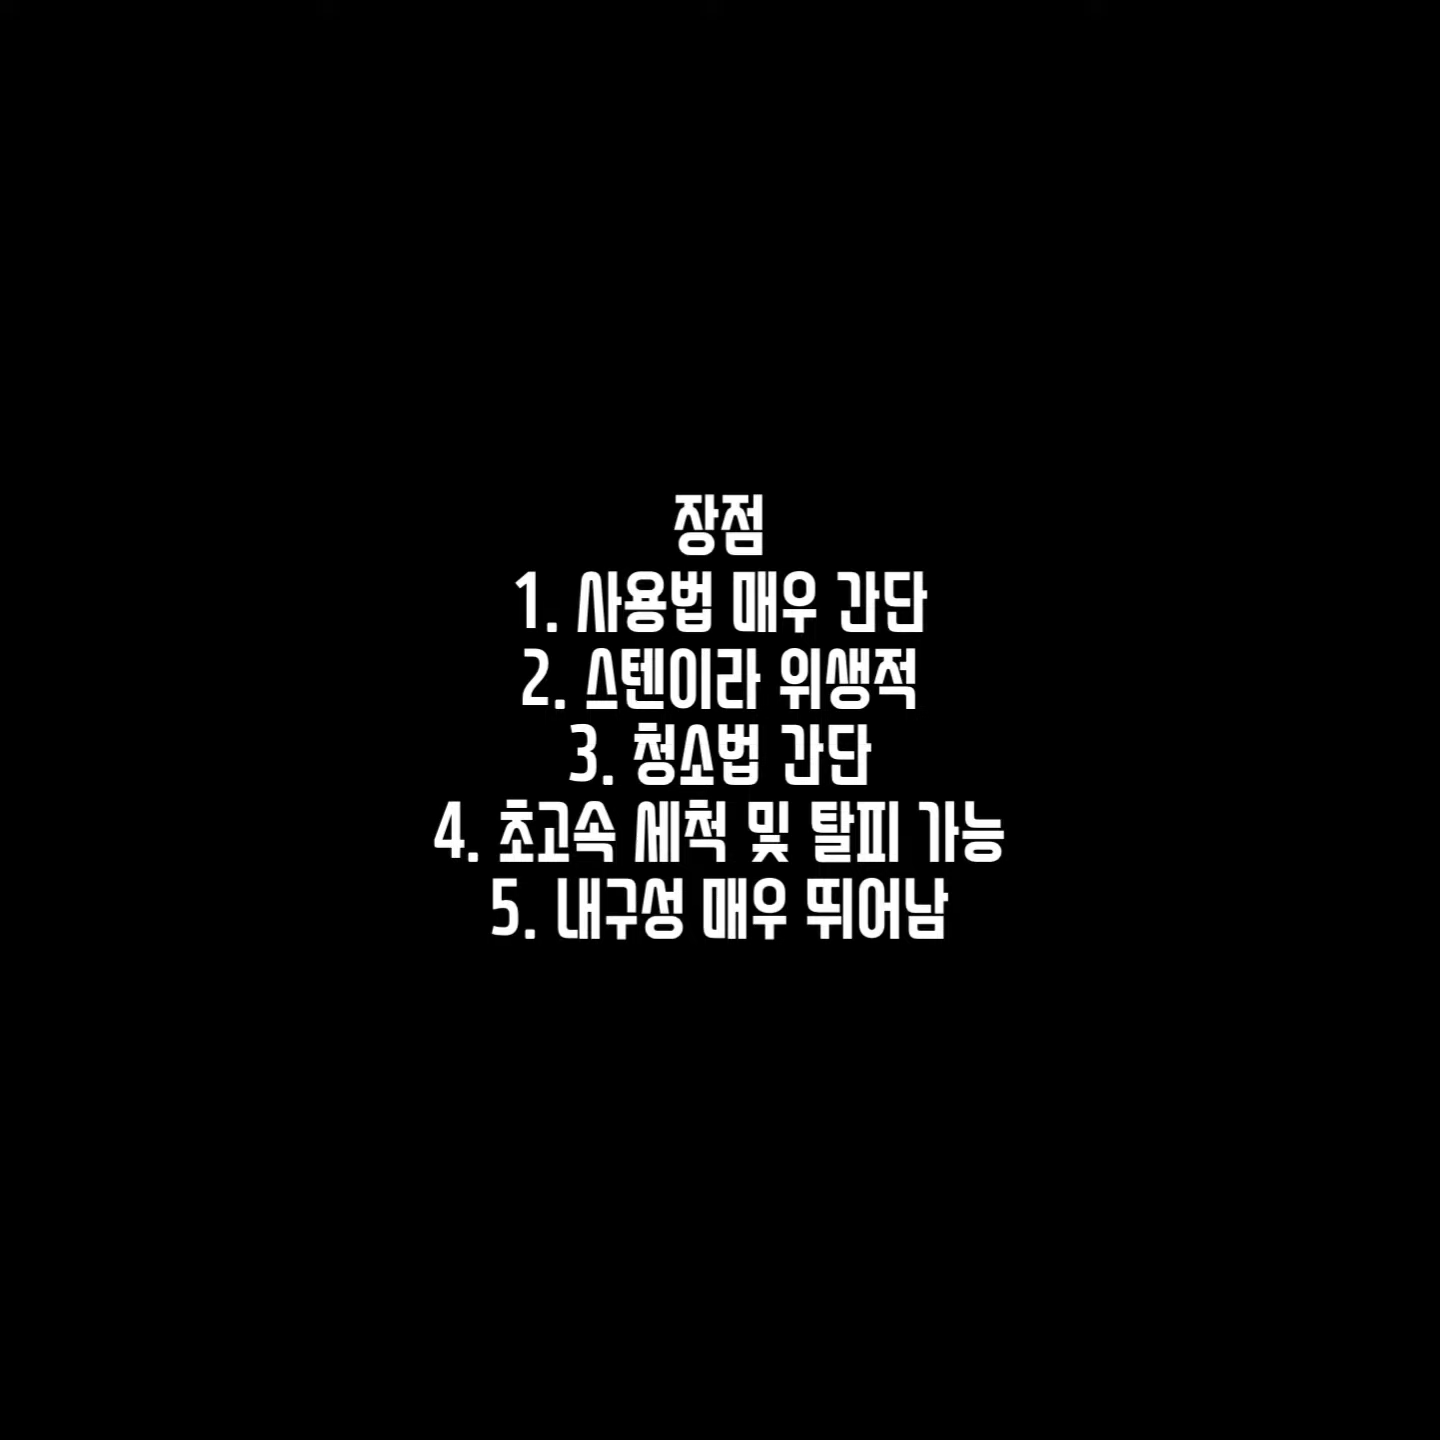 장점
1. 사용법 매우 간단
2. 스텐이라 위생적
3. 청소법 간단
4. 초고속 세척 및 탈피 가능
5. 내구성 매우 뛰어남